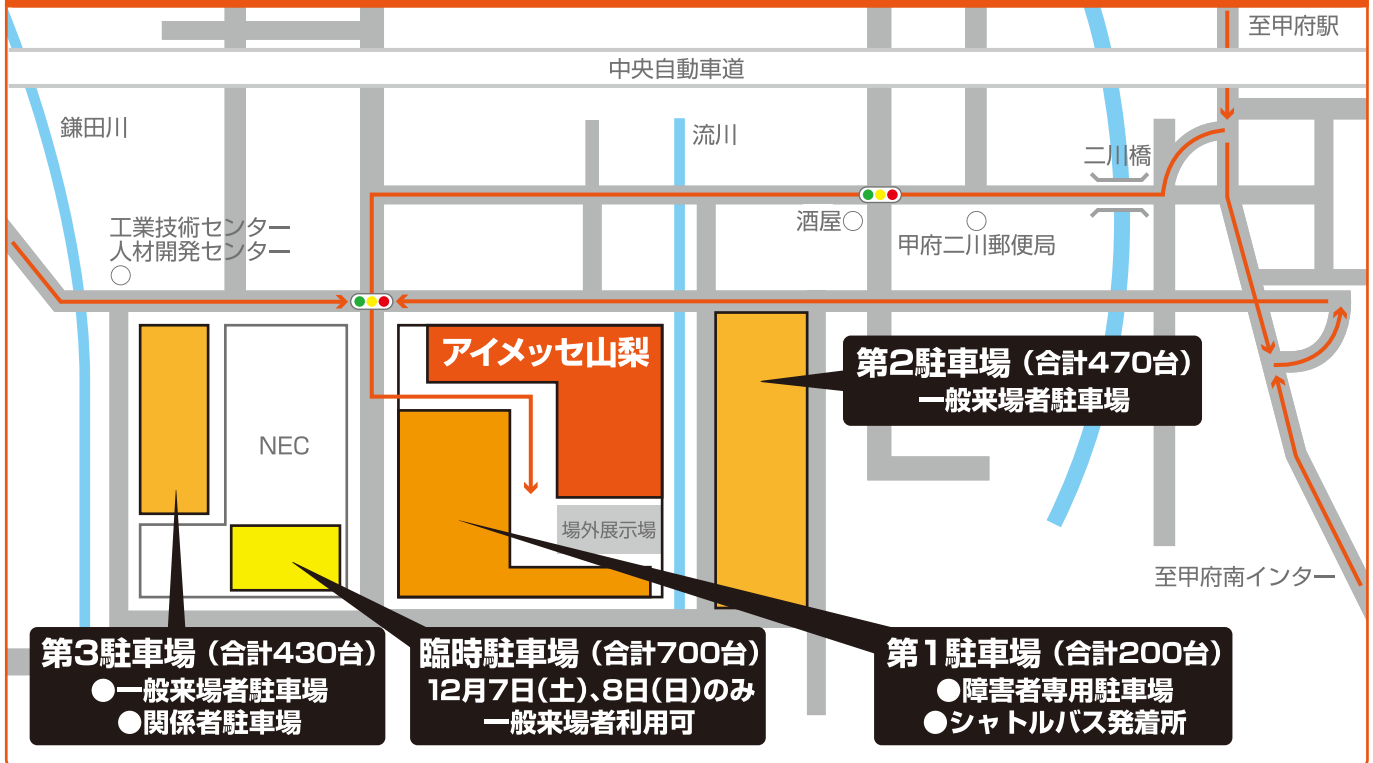 至甲府駅
中央自動車道
鎌田川
流川
二川橋
酒屋○
甲府二川郵便局
工業技術センター
人材開発センター
アイメッセ山梨
第2駐車場（合計470台）
一般来場者駐車場
NEC
場外展示場
至甲府南インター
第3駐車場（合計430台）
●一般来場者駐車場
●関係者駐車場
臨時駐車場（合計700台）
12月7日（土）、8日（日）のみ
一般来場者利用可
第1駐車場（合計200台）
●障害者専用駐車場
●シャトルバス発着所